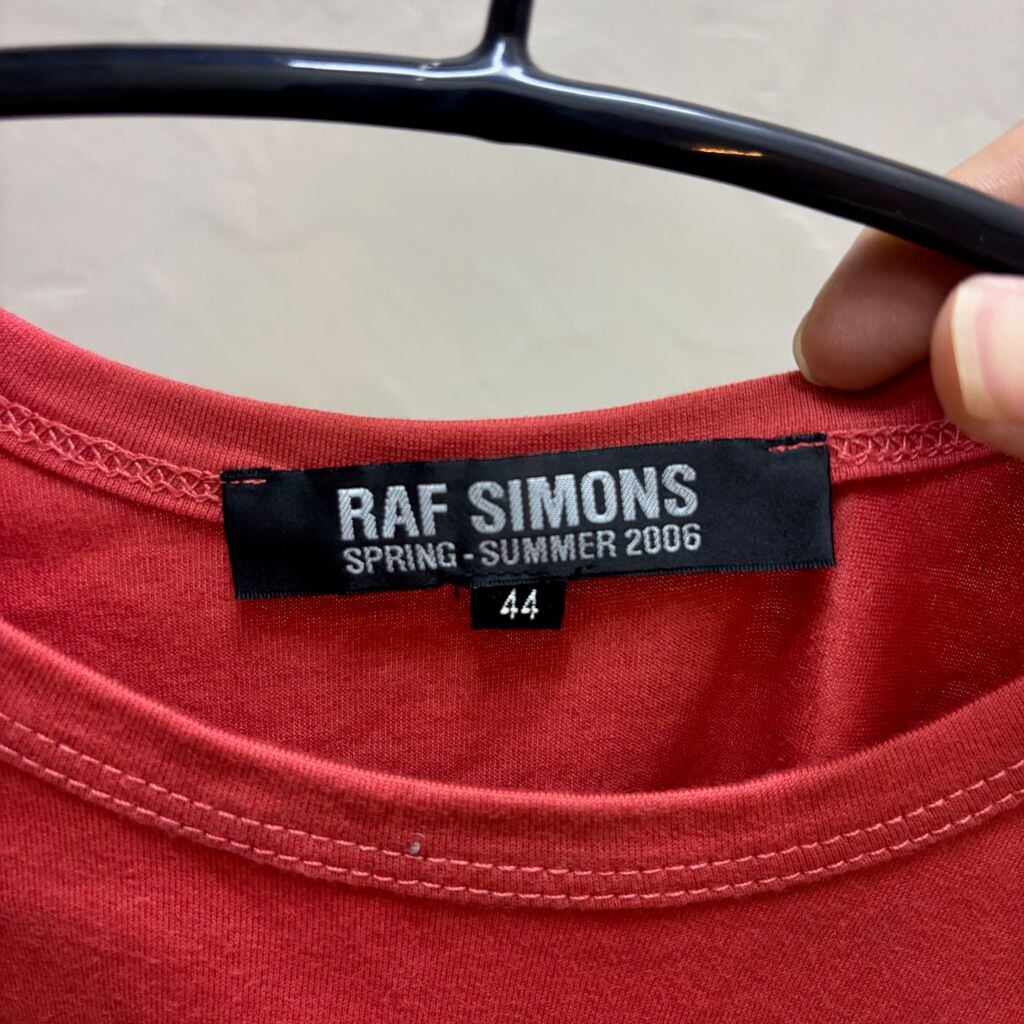 RAF SIMONS
SPRING - SUMMER 2006
44